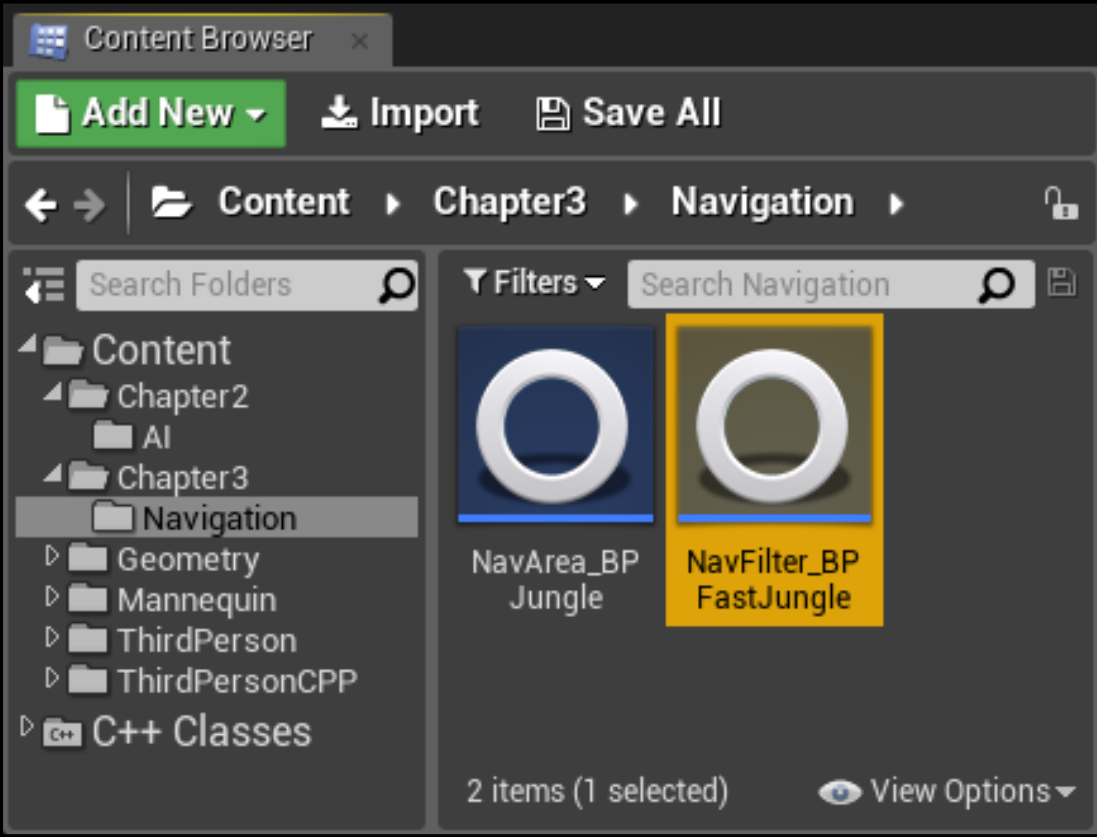 Content Browser
Add New
Import
Save All
Content
Chapter3
Navigation
Search Folders
Content
Chapter2
AI
Chapter3
Navigation
Geometry
Mannequin
ThirdPerson
ThirdPersonCPP
C++
C++ Classes
Filters
Search Navigation
NavArea_BP
Jungle
NavFilter_BP
FastJungle
2 items (1 selected)
View Options